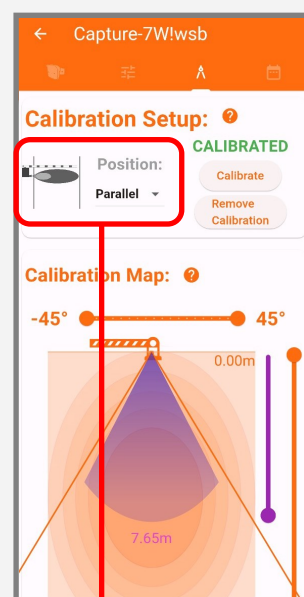 Capture-7W!wsb
Calibration Setup: ?
CALIBRATED
Position:
Parallel
Calibrate
Remove
Calibration
Calibration Map: ?
-45° 45°
0.00m
7.65m